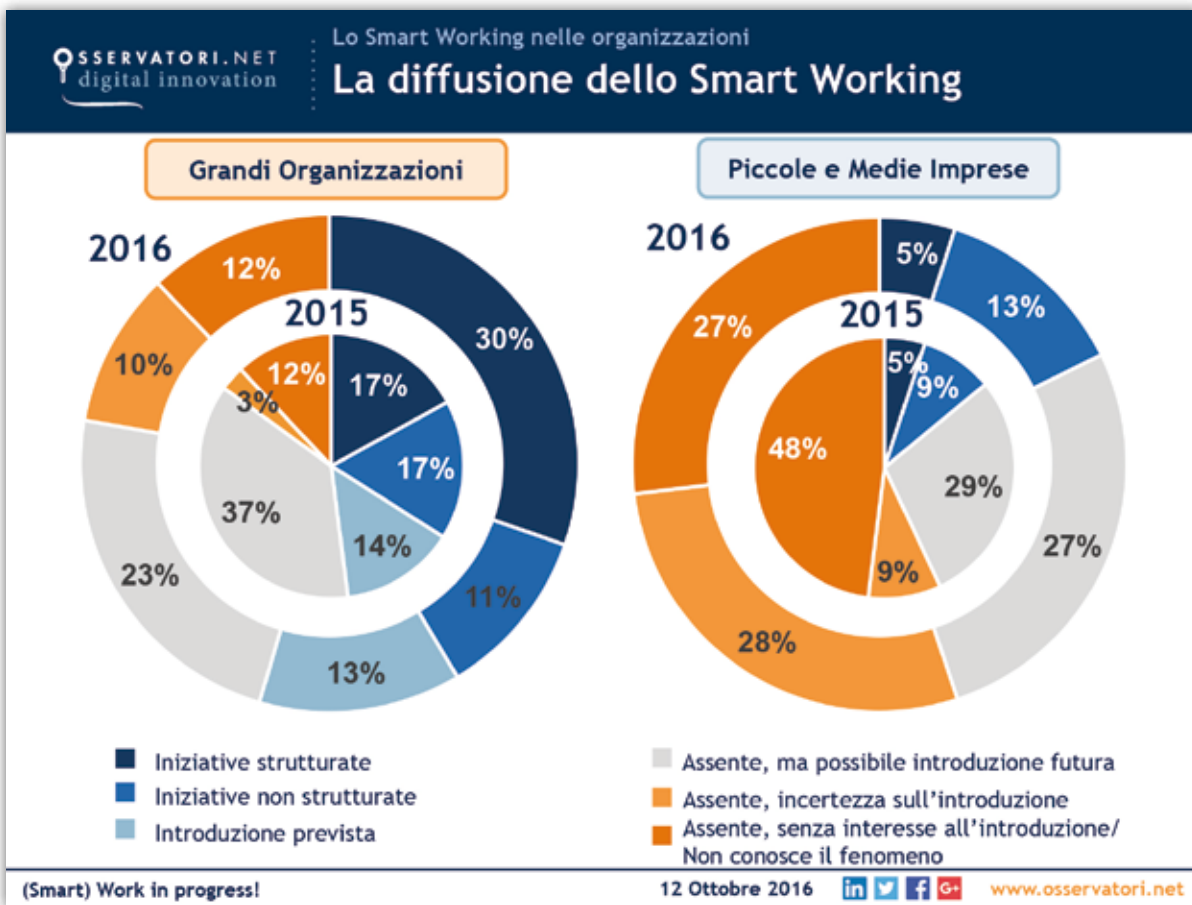 OSSERVATORI.NET
digital innovation
Lo Smart Working nelle organizzazioni
La diffusione dello Smart Working
Grandi Organizzazioni
2016
12%
30%
10%
2015
12%
17%
3%
17%
37%
14%
23%
11%
13%
Piccole e Medie Imprese
2016
5%
13%
27%
2015
5%
9%
48%
29%
9%
27%
28%
Iniziative strutturate
Iniziative non strutturate
Introduzione prevista
Assente, ma possibile introduzione futura
Assente, incertezza sull'introduzione
Assente, senza interesse all'introduzione/
Non conosce il fenomeno
(Smart) Work in progress!
12 Ottobre 2016
in
f
G+
www.osservatori.net